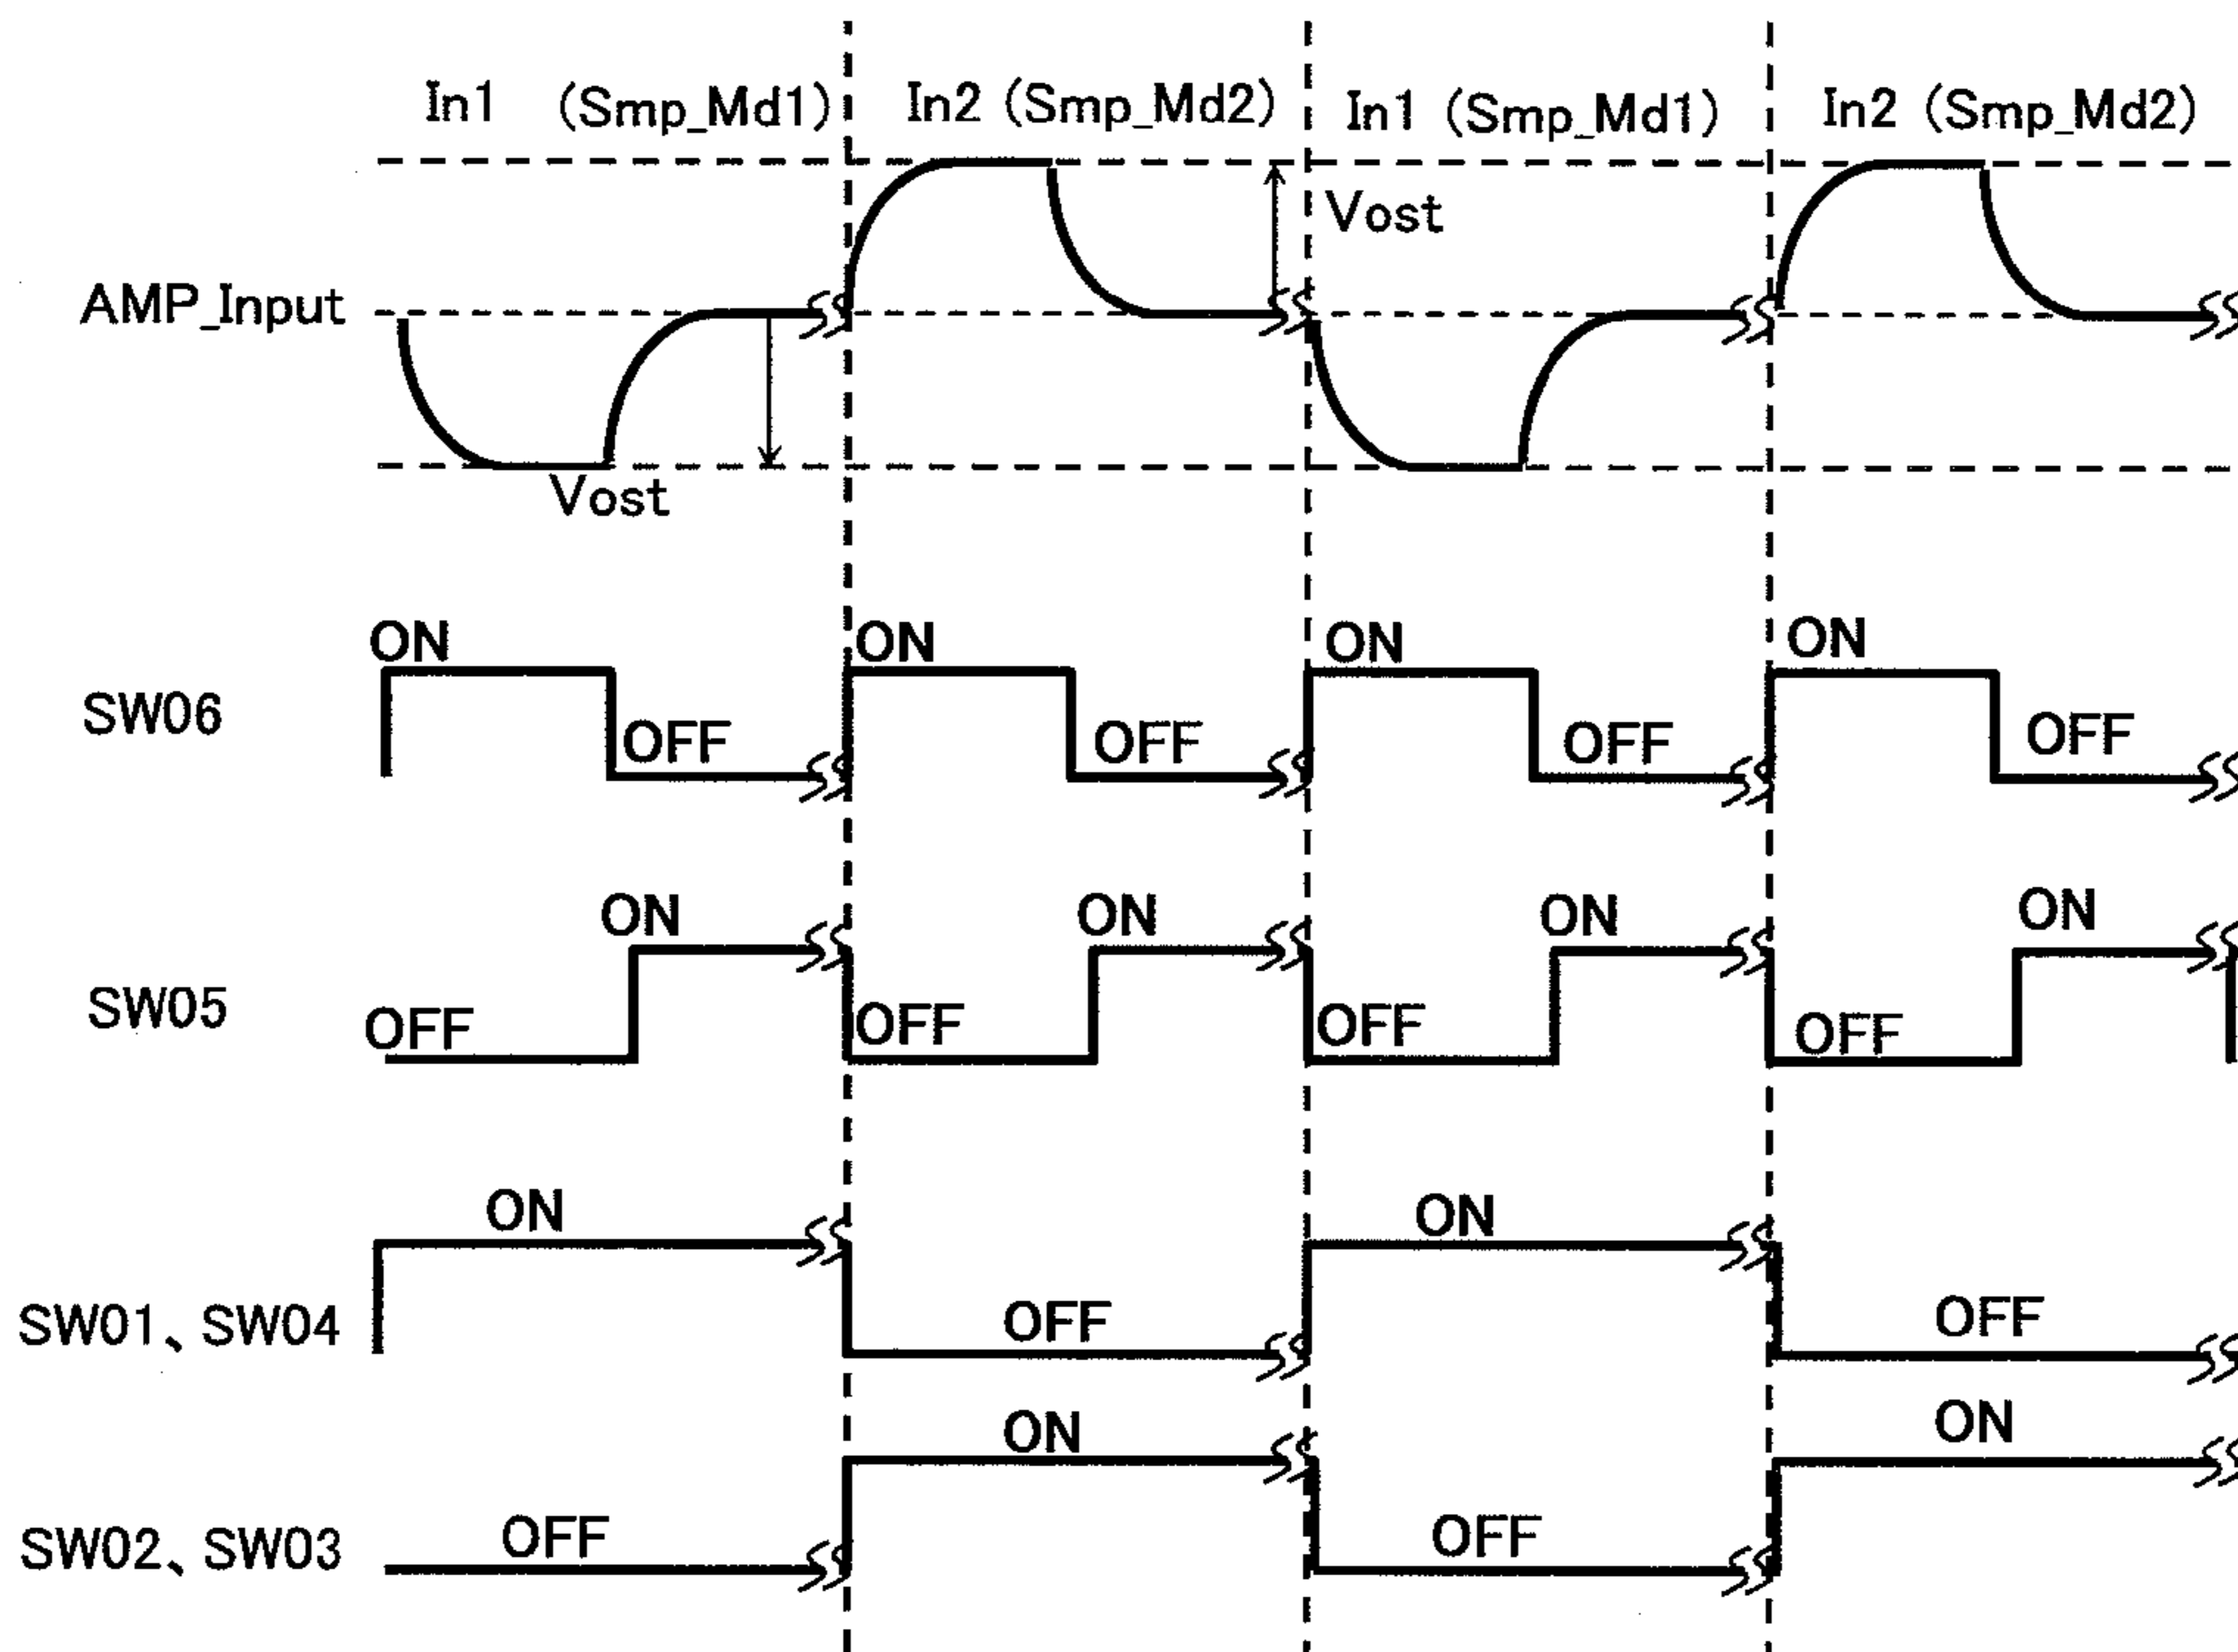 In1 (Smp_Md1) In2 (Smp_Md2) In1 (Smp_Md1) In2 (Smp_Md2)
Vost
AMP_Input
Vost
ON ON ON ON
SW06
OFF OFF OFF OFF
ON ON ON ON
SW05
OFF OFF OFF OFF
ON ON
SW01、SW04
OFF OFF
ON ON
SW02、SW03
OFF OFF